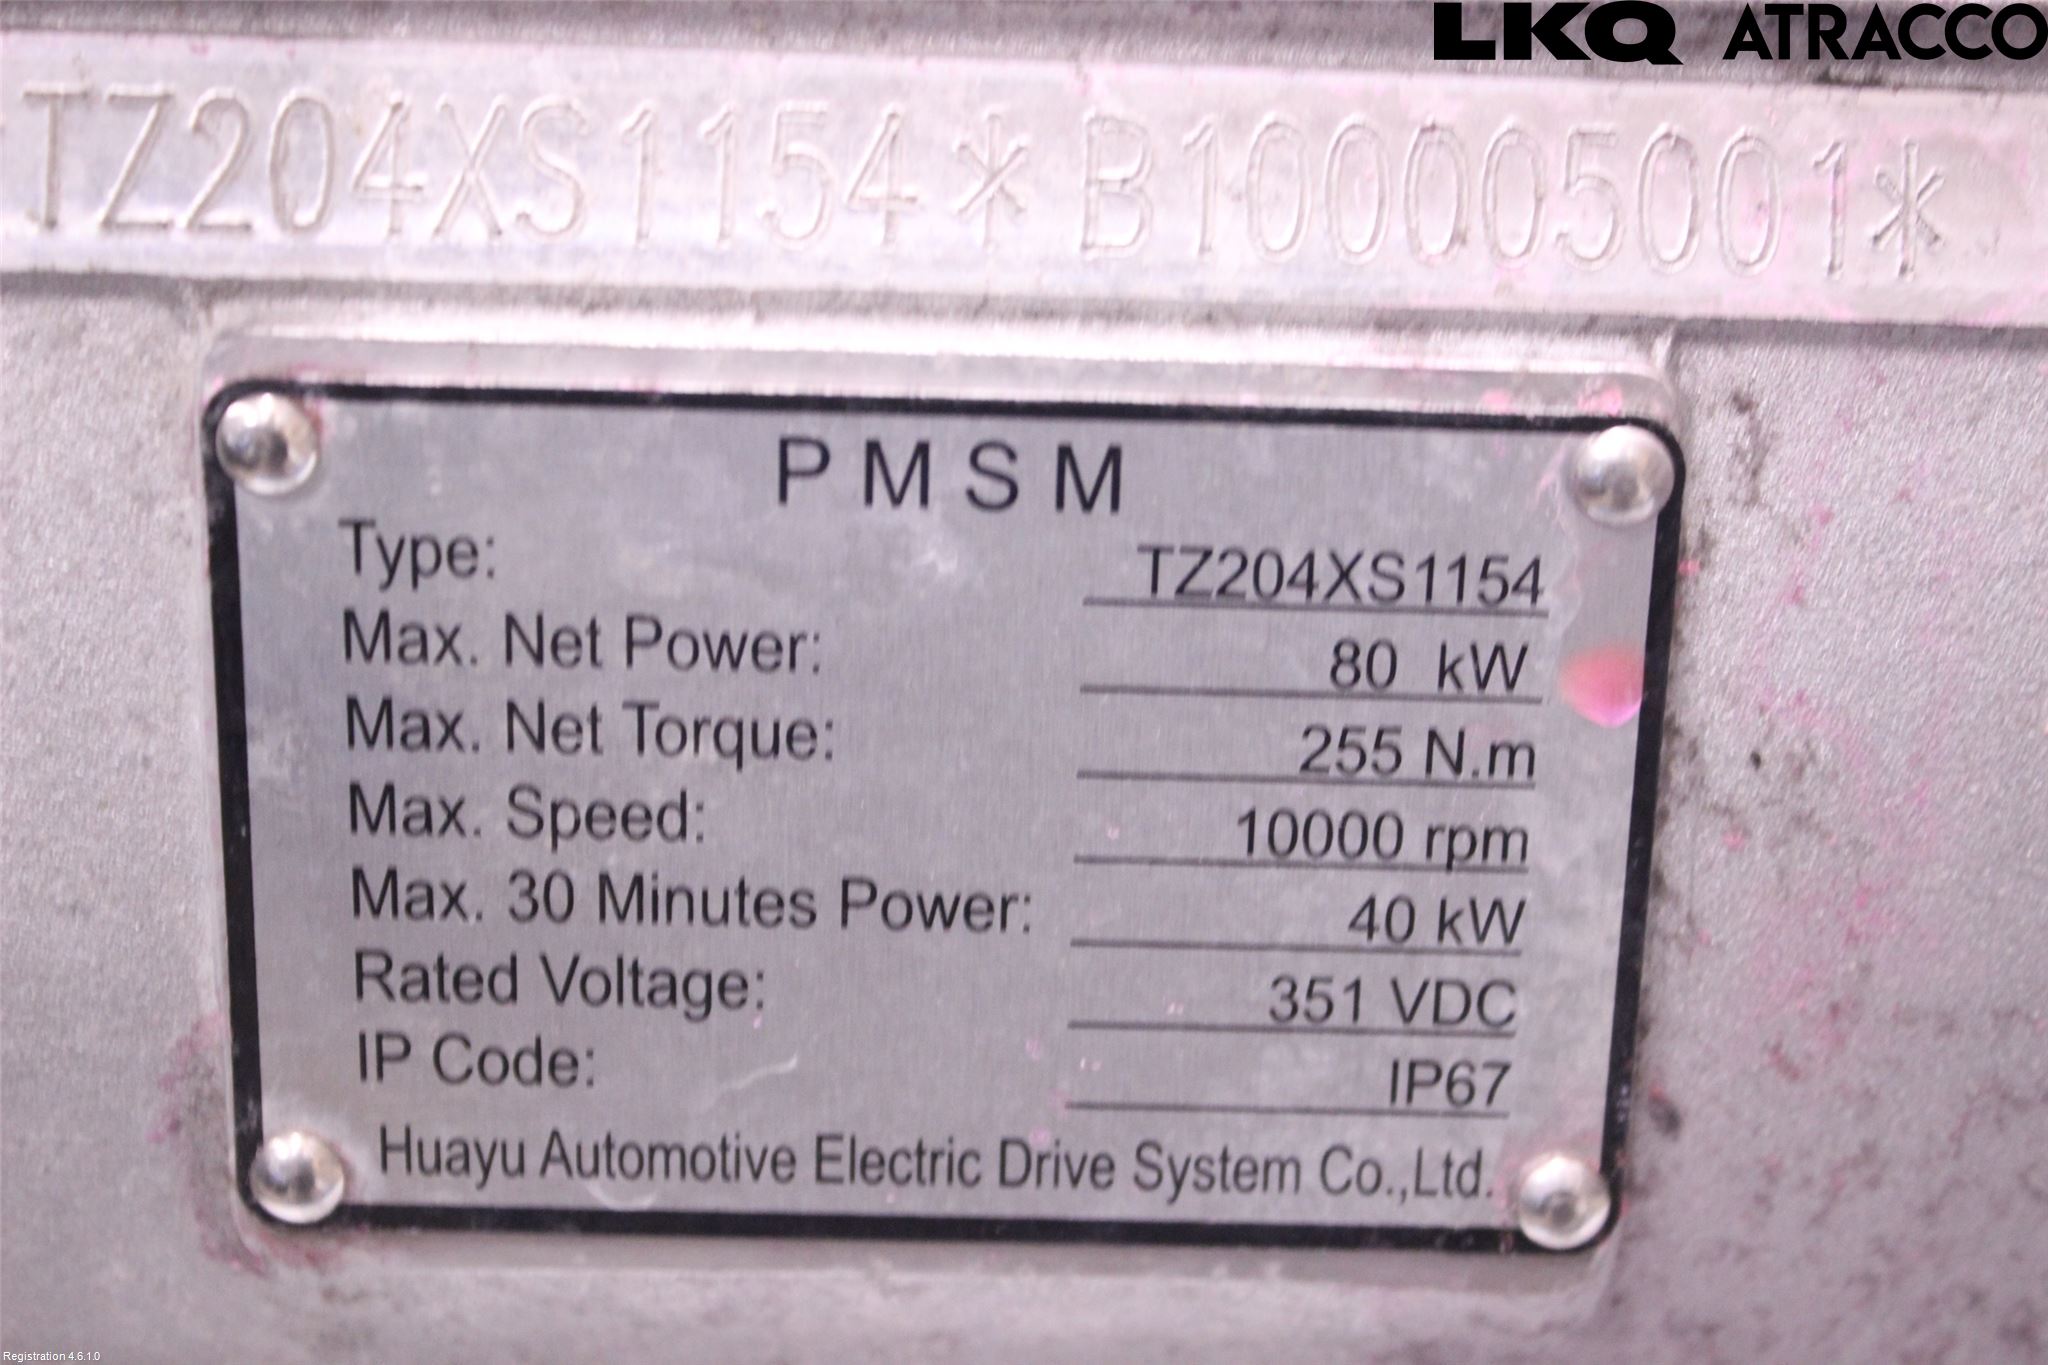 LKQ ATRACCO
TZ204XS1154*B100005001*
PMSM
Type: TZ204XS1154
Max. Net Power: 80 kW
Max. Net Torque: 255 N.m
Max. Speed: 10000 rpm
Max. 30 Minutes Power: 40 kW
Rated Voltage: 351 VDC
IP Code: IP67
Huayu Automotive Electric Drive System Co.,Ltd.
Registration 4.6.1.0